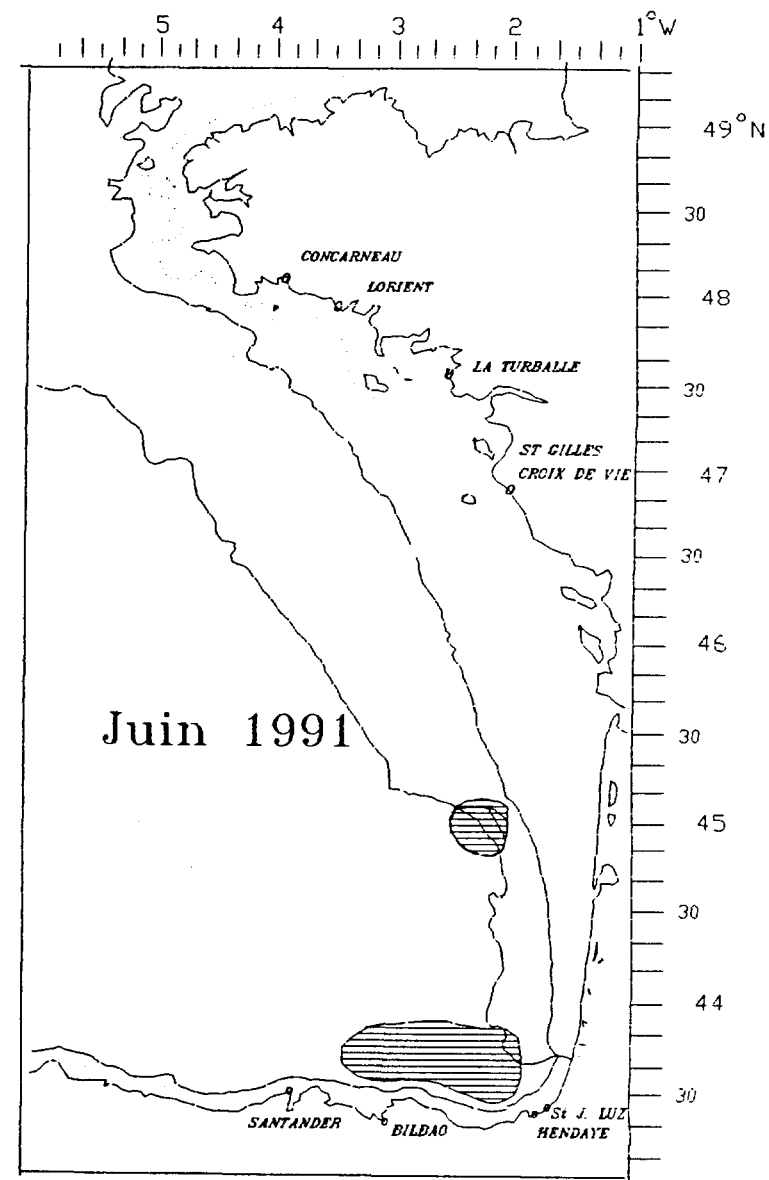 5 4 3 2 1°W
49°N
30
CONCARNEAU
LORIENT
48
LA TURBALLE
30
ST GILLES
CROIX DE VIE
47
30
46
Juin 1991
30
45
30
44
30
SANTANDER
BILBAO
St J. LUZ
HENDAYE